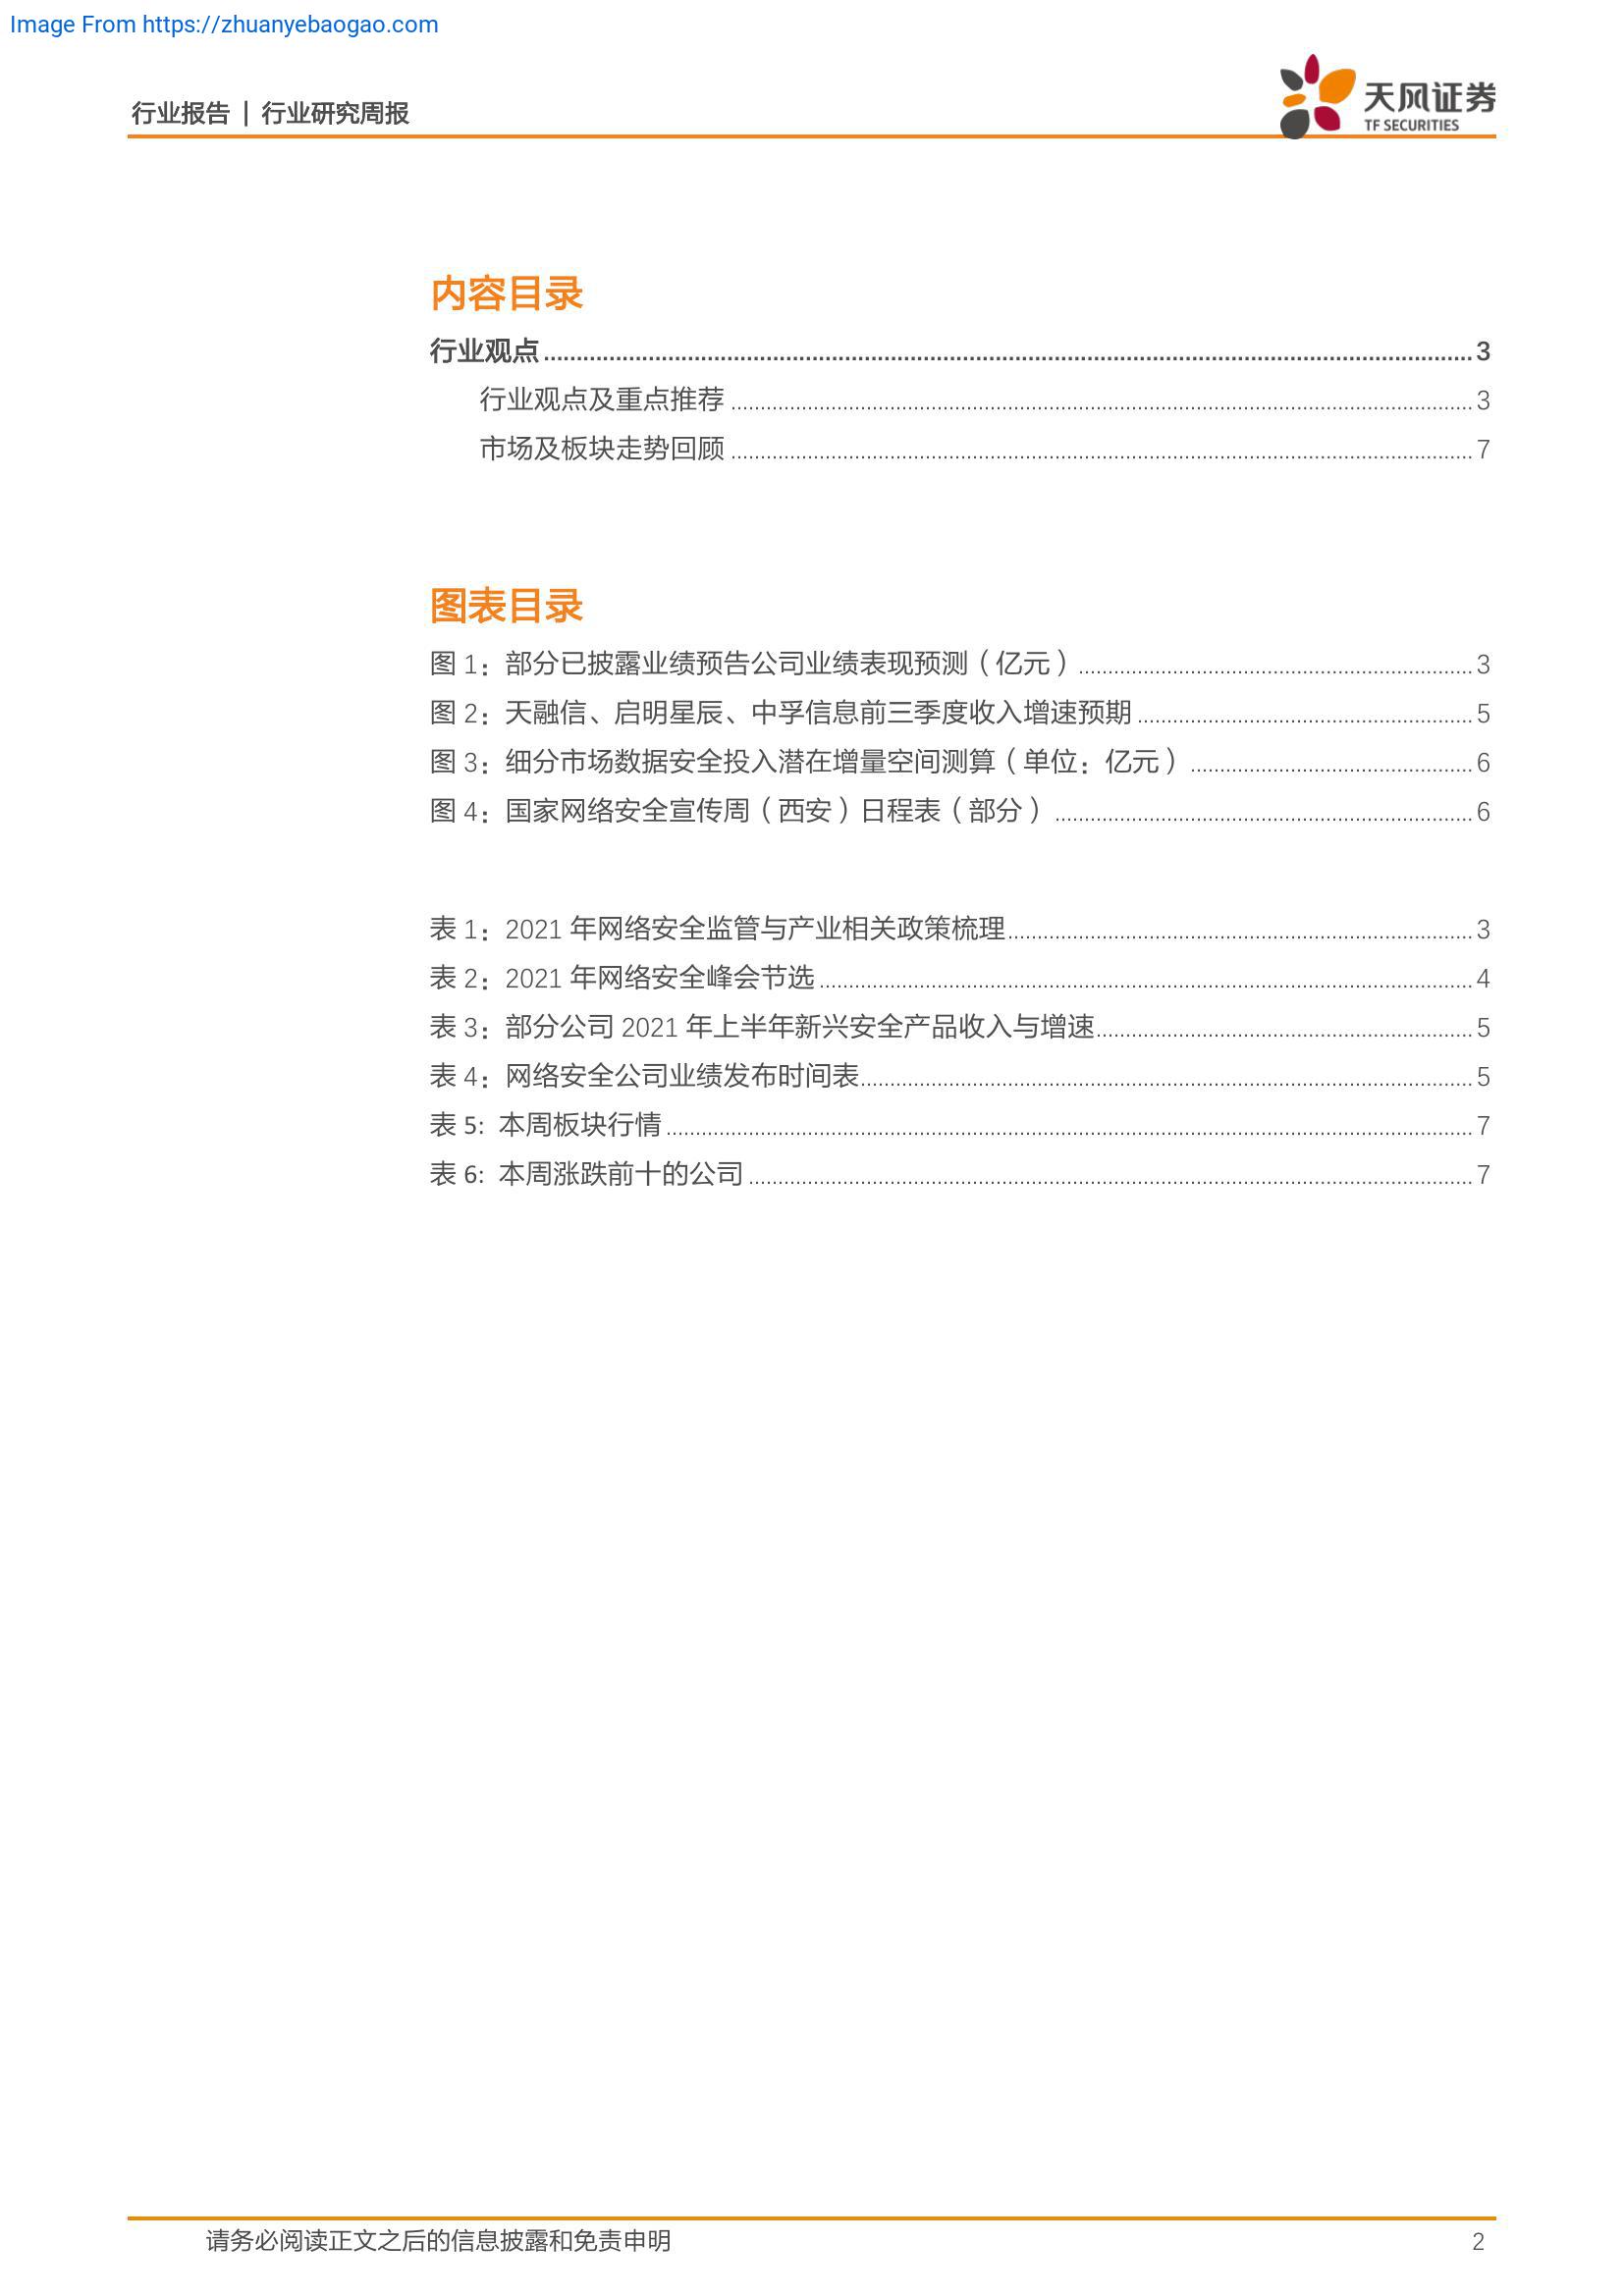 Image From https://zhuanyebaogao.com
行业报告 | 行业研究周报
天风证券
TF SECURITIES
内容目录
行业观点 3
行业观点及重点推荐 3
市场及板块走势回顾 7
图表目录
图 1：部分已披露业绩预告公司业绩表现预测（亿元） 3
图 2：天融信、启明星辰、中孚信息前三季度收入增速预期 5
图 3：细分市场数据安全投入潜在增量空间测算（单位：亿元） 6
图 4：国家网络安全宣传周（西安）日程表（部分） 6
表 1：2021 年网络安全监管与产业相关政策梳理 3
表 2：2021 年网络安全峰会节选 4
表 3：部分公司 2021 年上半年新兴安全产品收入与增速 5
表 4：网络安全公司业绩发布时间表 5
表 5: 本周板块行情 7
表 6: 本周涨跌前十的公司 7
请务必阅读正文之后的信息披露和免责申明 2